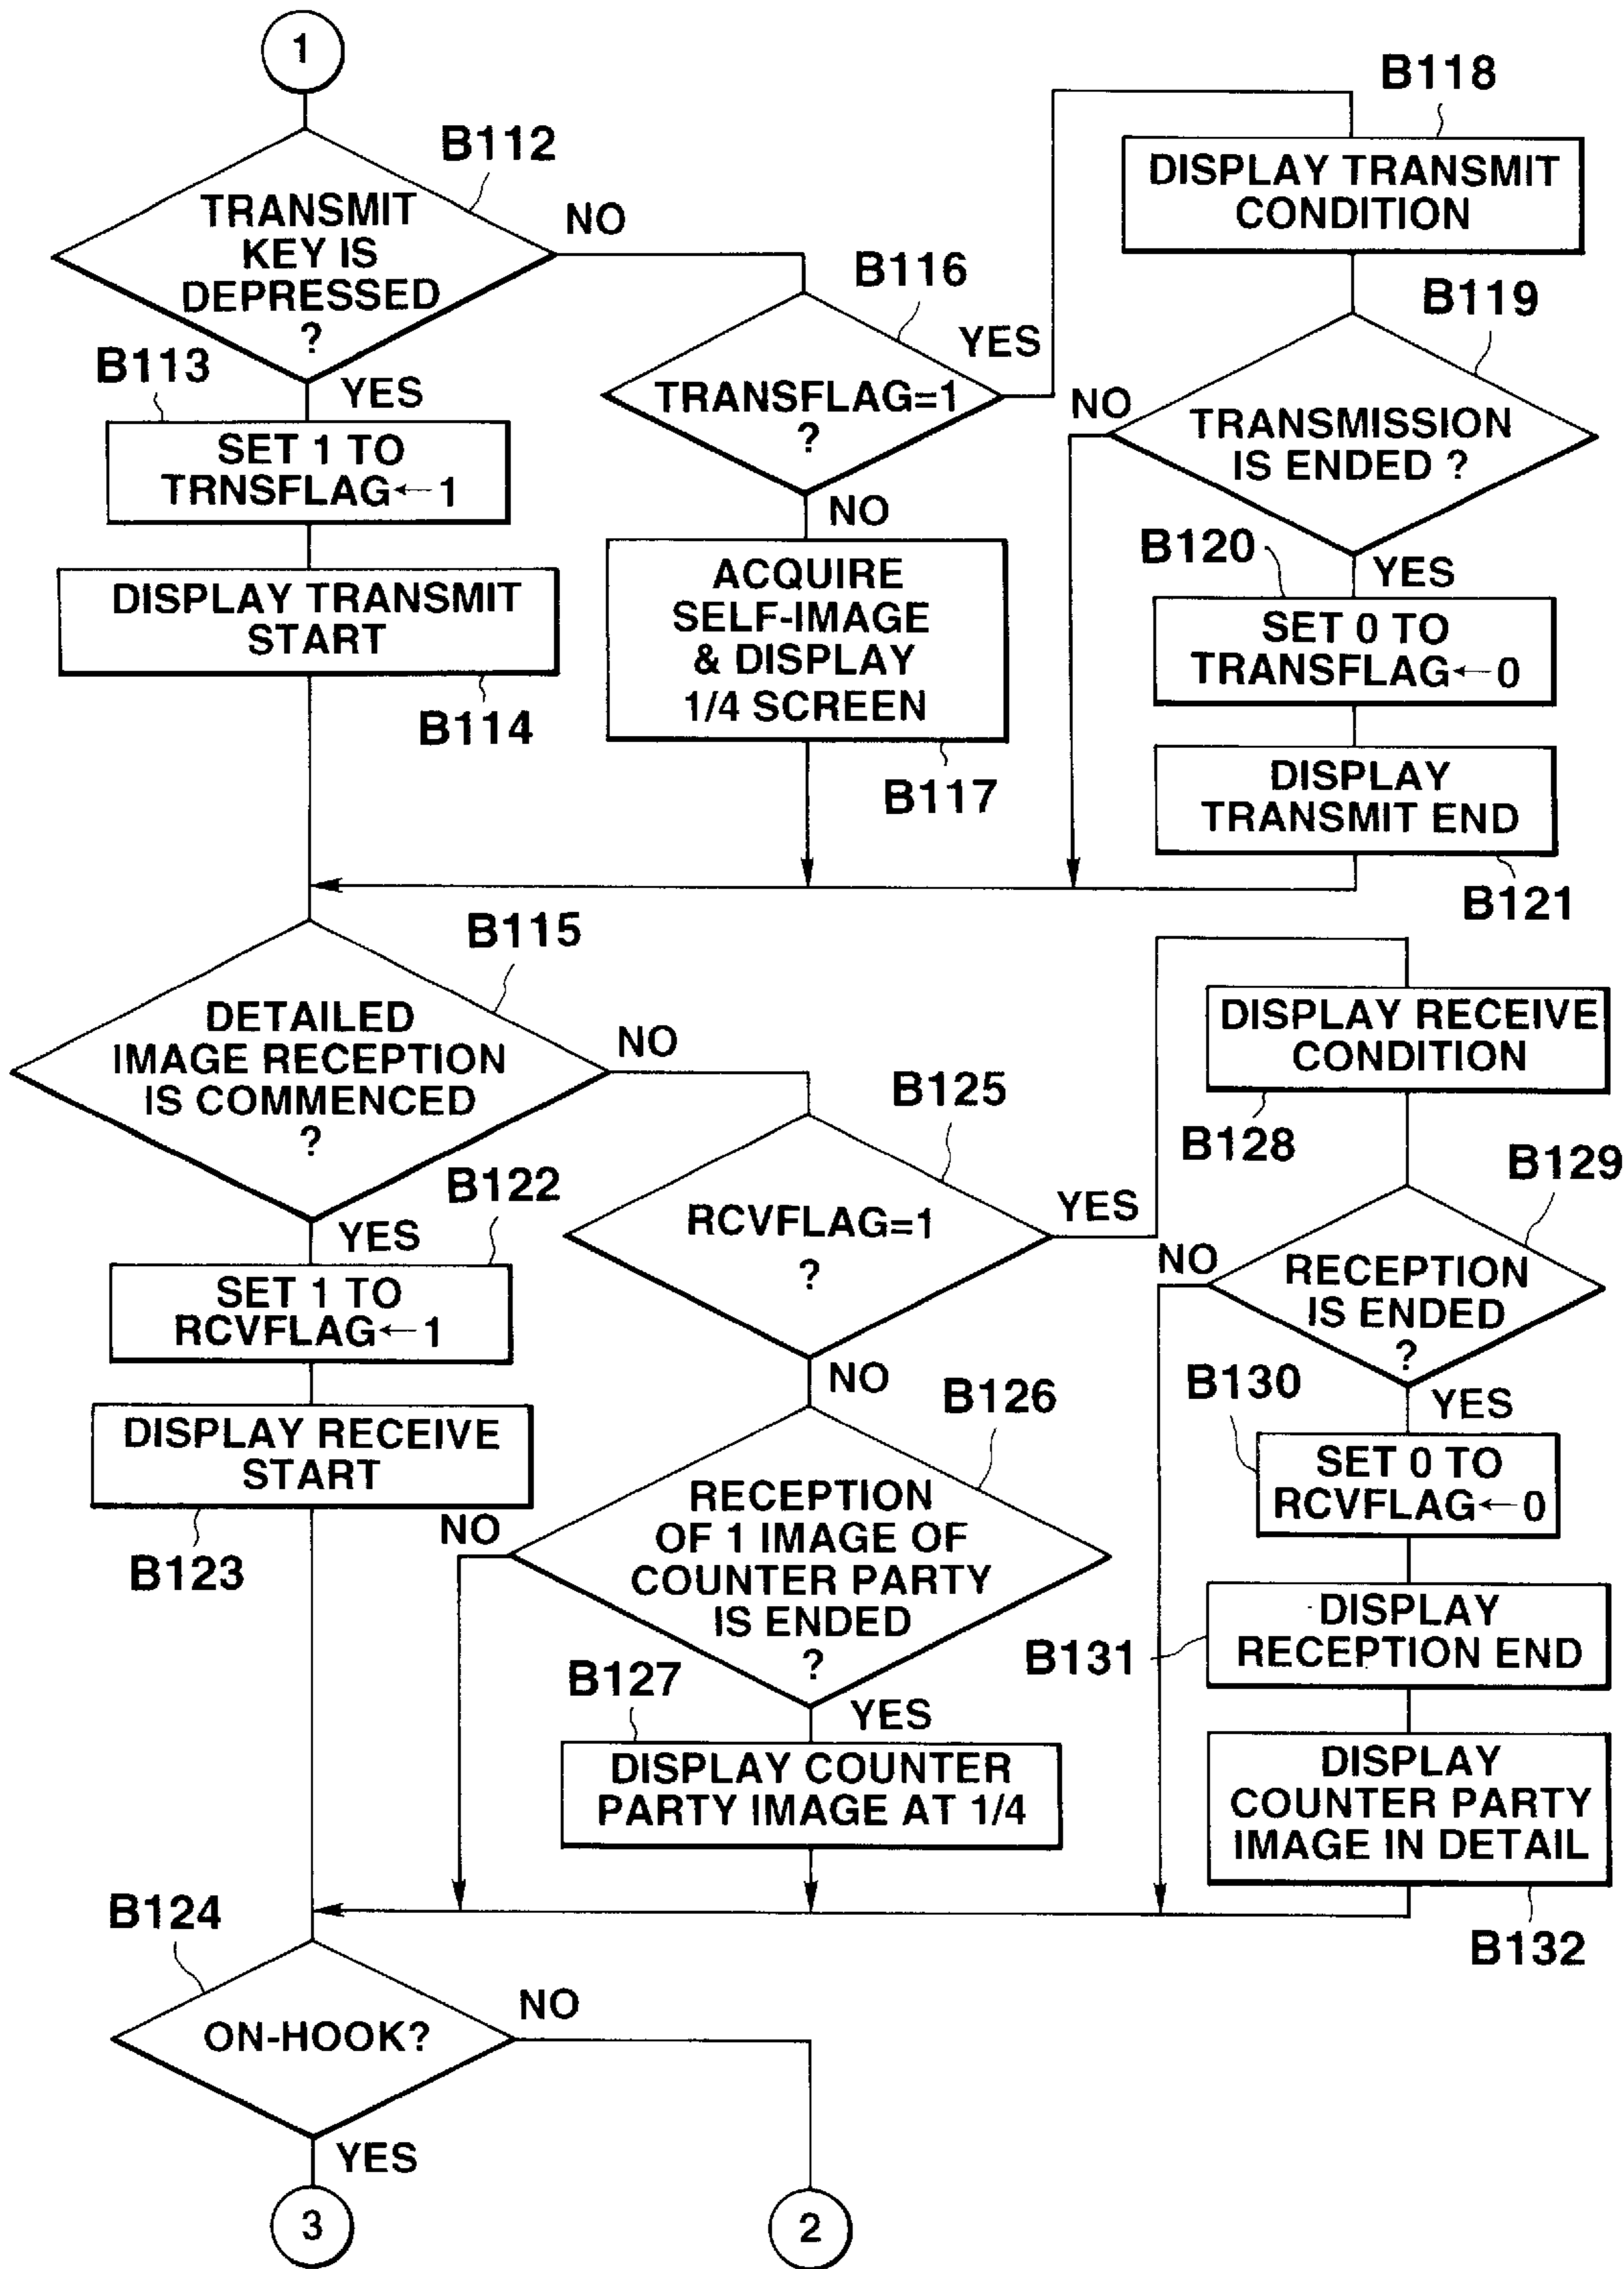 1
B112
TRANSMIT
KEY IS
DEPRESSED
?
NO
YES
B113
SET 1 TO
TRNSFLAG←1
DISPLAY TRANSMIT
START
B114
B116
TRANSFLAG=1
?
YES
NO
ACQUIRE
SELF-IMAGE
& DISPLAY
1/4 SCREEN
B117
B118
DISPLAY TRANSMIT
CONDITION
B119
TRANSMISSION
IS ENDED ?
NO
YES
B120
SET 0 TO
TRANSFLAG←0
DISPLAY
TRANSMIT END
B121
B115
DETAILED
IMAGE RECEPTION
IS COMMENCED
?
NO
YES
B122
SET 1 TO
RCVFLAG←1
DISPLAY RECEIVE
START
B123
B125
RCVFLAG=1
?
YES
NO
B126
RECEPTION
OF 1 IMAGE OF
COUNTER PARTY
IS ENDED
?
NO
YES
B127
DISPLAY COUNTER
PARTY IMAGE AT 1/4
DISPLAY RECEIVE
CONDITION
B128
B129
RECEPTION
IS ENDED
?
NO
YES
B130
SET 0 TO
RCVFLAG←0
DISPLAY
RECEPTION END
B131
DISPLAY
COUNTER PARTY
IMAGE IN DETAIL
B132
B124
ON-HOOK?
NO
YES
3
2